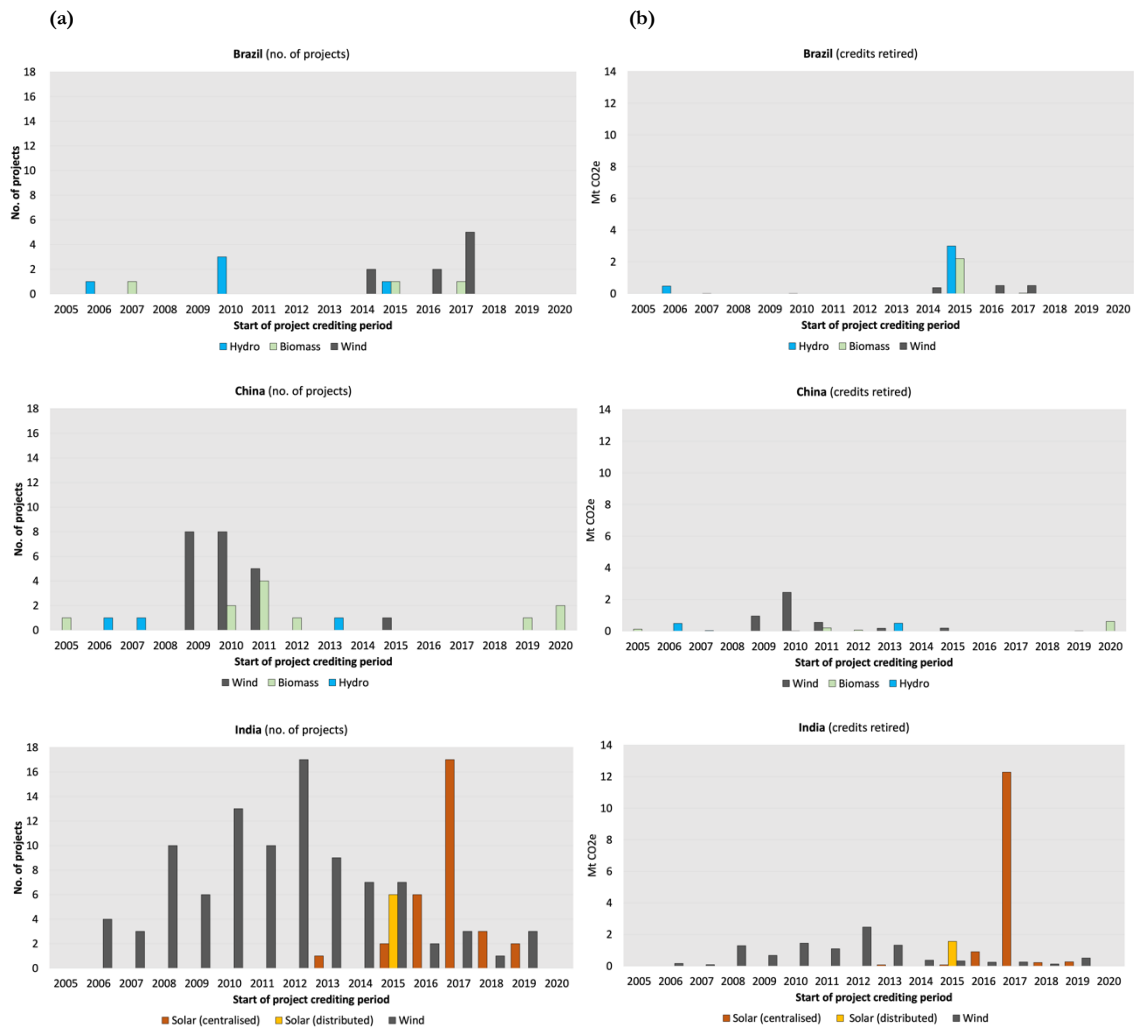 (a)
(b)
Brazil (no. of projects)
18
16
14
12
10
8
6
4
2
0
No. of projects
2005 2006 2007 2008 2009 2010 2011 2012 2013 2014 2015 2016 2017 2018 2019 2020
Start of project crediting period
Hydro Biomass Wind
Brazil (credits retired)
14
12
10
8
6
4
2
0
Mt CO2e
2005 2006 2007 2008 2009 2010 2011 2012 2013 2014 2015 2016 2017 2018 2019 2020
Start of project crediting period
Hydro Biomass Wind
China (no. of projects)
18
16
14
12
10
8
6
4
2
0
No. of projects
2005 2006 2007 2008 2009 2010 2011 2012 2013 2014 2015 2016 2017 2018 2019 2020
Start of project crediting period
Wind Biomass Hydro
China (credits retired)
14
12
10
8
6
4
2
0
Mt CO2e
2005 2006 2007 2008 2009 2010 2011 2012 2013 2014 2015 2016 2017 2018 2019 2020
Start of project crediting period
Wind Biomass Hydro
India (no. of projects)
18
16
14
12
10
8
6
4
2
0
No. of projects
2005 2006 2007 2008 2009 2010 2011 2012 2013 2014 2015 2016 2017 2018 2019 2020
Start of project crediting period
Solar (centralised) Solar (distributed) Wind
India (credits retired)
14
12
10
8
6
4
2
0
Mt CO2e
2005 2006 2007 2008 2009 2010 2011 2012 2013 2014 2015 2016 2017 2018 2019 2020
Start of project crediting period
Solar (centralised) Solar (distributed) Wind